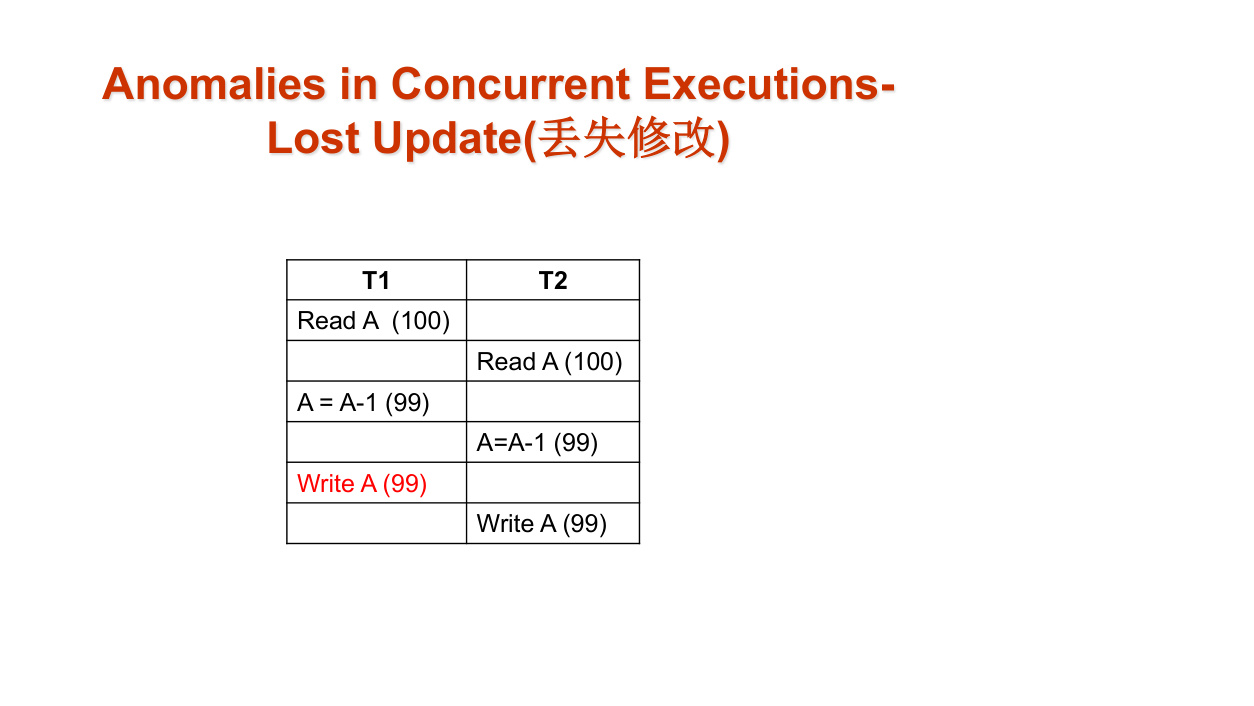 Anomalies in Concurrent Executions-
Lost Update(丢失修改)
T1 T2
Read A  (100)
Read A (100)
A = A-1 (99)
A=A-1 (99)
Write A (99)
Write A (99)